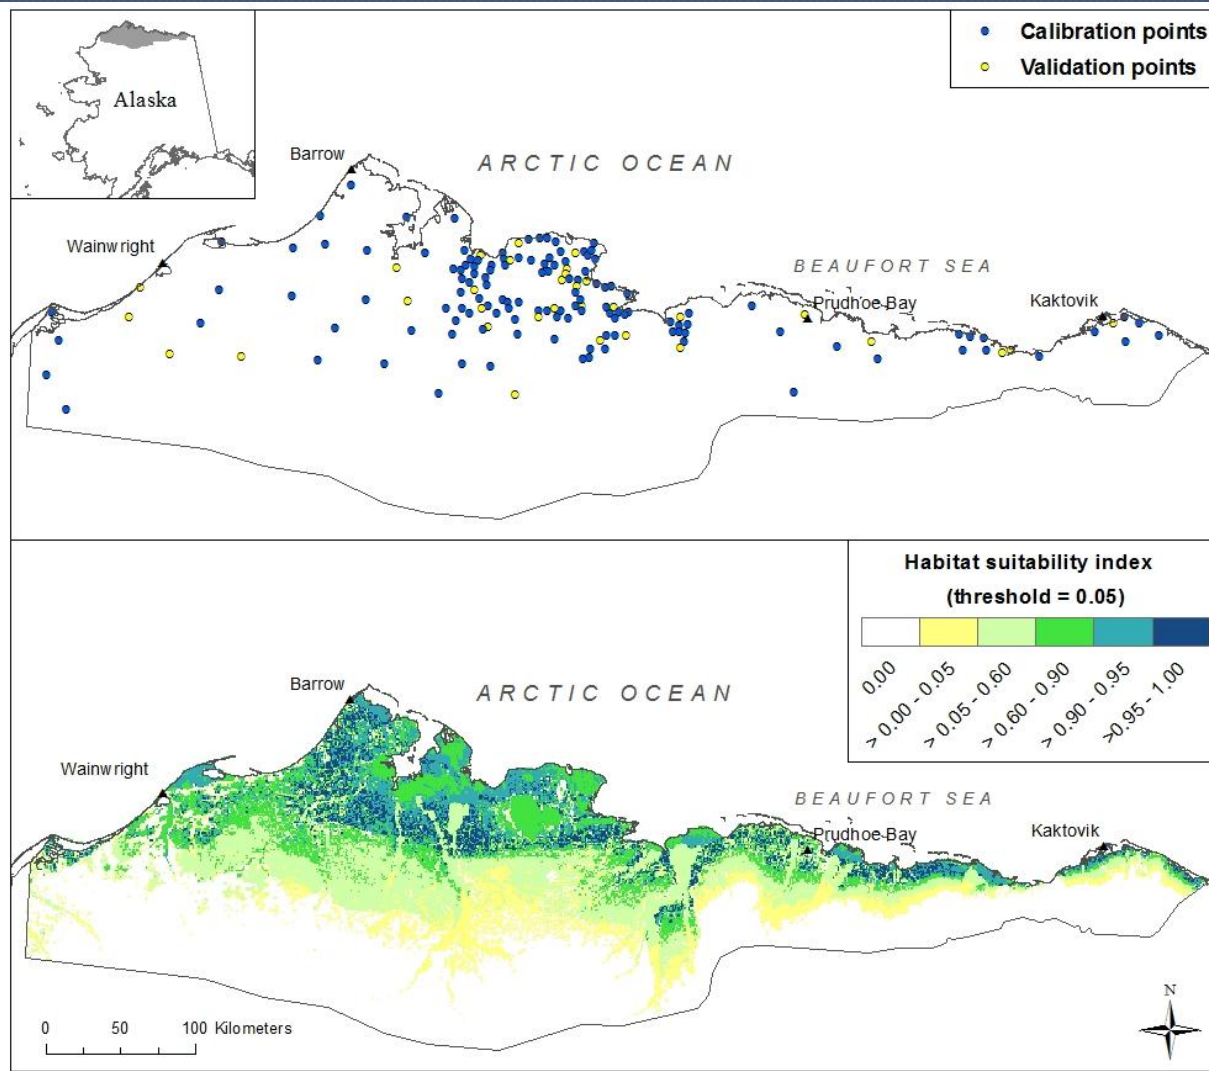 Alaska
Calibration points
Validation points
Barrow
ARCTIC OCEAN
Wainwright
BEAUFORT SEA
Prudhoe Bay
Kaktovik
Habitat suitability index
(threshold = 0.05)
0.00
> 0.00 - 0.05
> 0.05 - 0.60
> 0.60 - 0.90
> 0.90 - 0.95
>0.95 - 1.00
Barrow
ARCTIC OCEAN
Wainwright
BEAUFORT SEA
Prudhoe Bay
Kaktovik
N
0 50 100 Kilometers